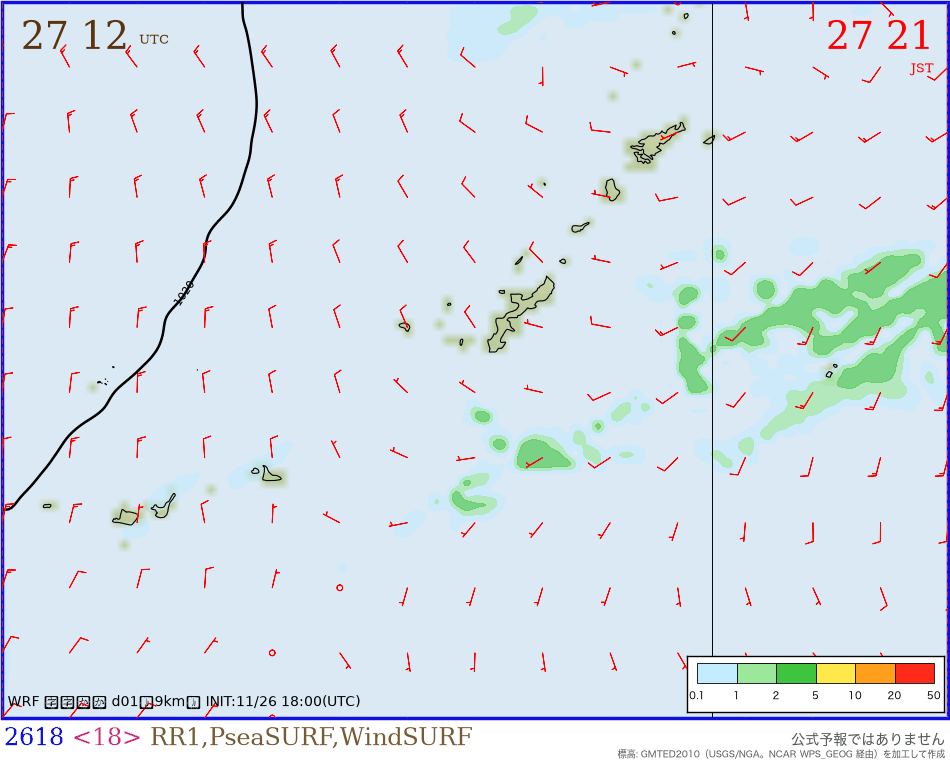 27 12 UTC
27 21
JST
1020
WRF d01 9km INIT:11/26 18:00(UTC)
0.1 1 2 5 10 20 50
2618 <18> RR1,PseaSURF,WindSURF
公式予報ではありません
標高: GMTED2010（USGS/NGA。NCAR WPS_GEOG 経由）を加工して作成